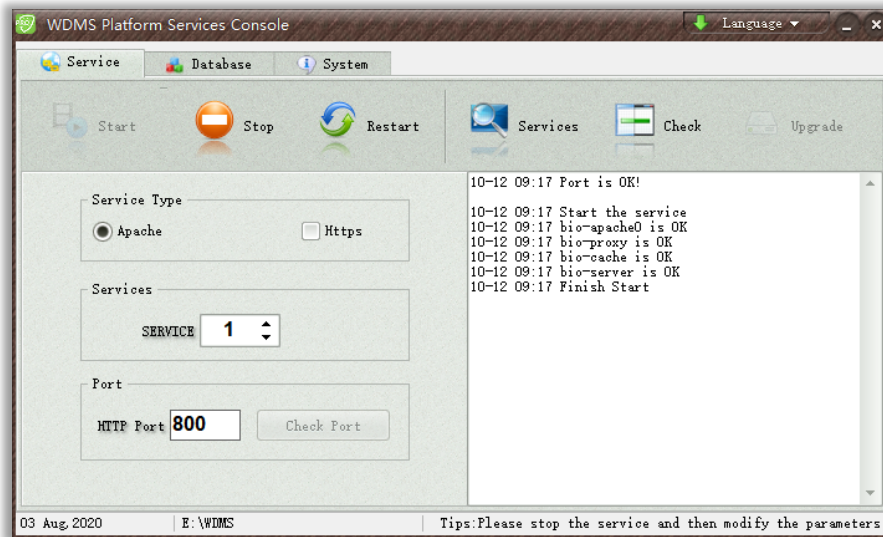 WDMS Platform Services Console
Language
Service Database System
Start Stop Restart Services Check Upgrade
Service Type
Apache Https
Services
SERVICE 1
Port
HTTP Port 800 Check Port
10-12 09:17 Port is OK!
10-12 09:17 Start the service
10-12 09:17 bio-apache0 is OK
10-12 09:17 bio-proxy is OK
10-12 09:17 bio-cache is OK
10-12 09:17 bio-server is OK
10-12 09:17 Finish Start
03 Aug, 2020 E:\WDMS Tips:Please stop the service and then modify the parameters